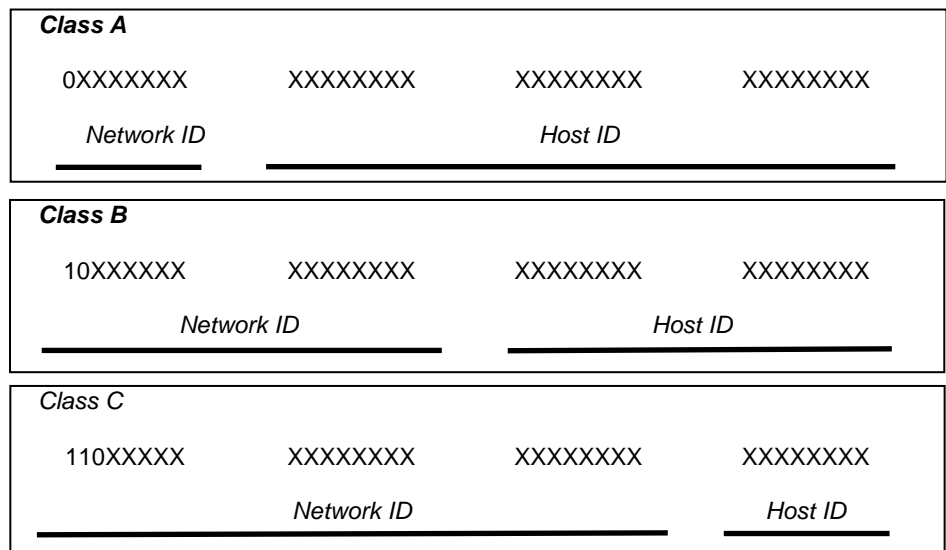 Class A
0XXXXXXX XXXXXXXX XXXXXXXX XXXXXXXX
Network ID Host ID
Class B
10XXXXXX XXXXXXXX XXXXXXXX XXXXXXXX
Network ID Host ID
Class C
110XXXXX XXXXXXXX XXXXXXXX XXXXXXXX
Network ID Host ID